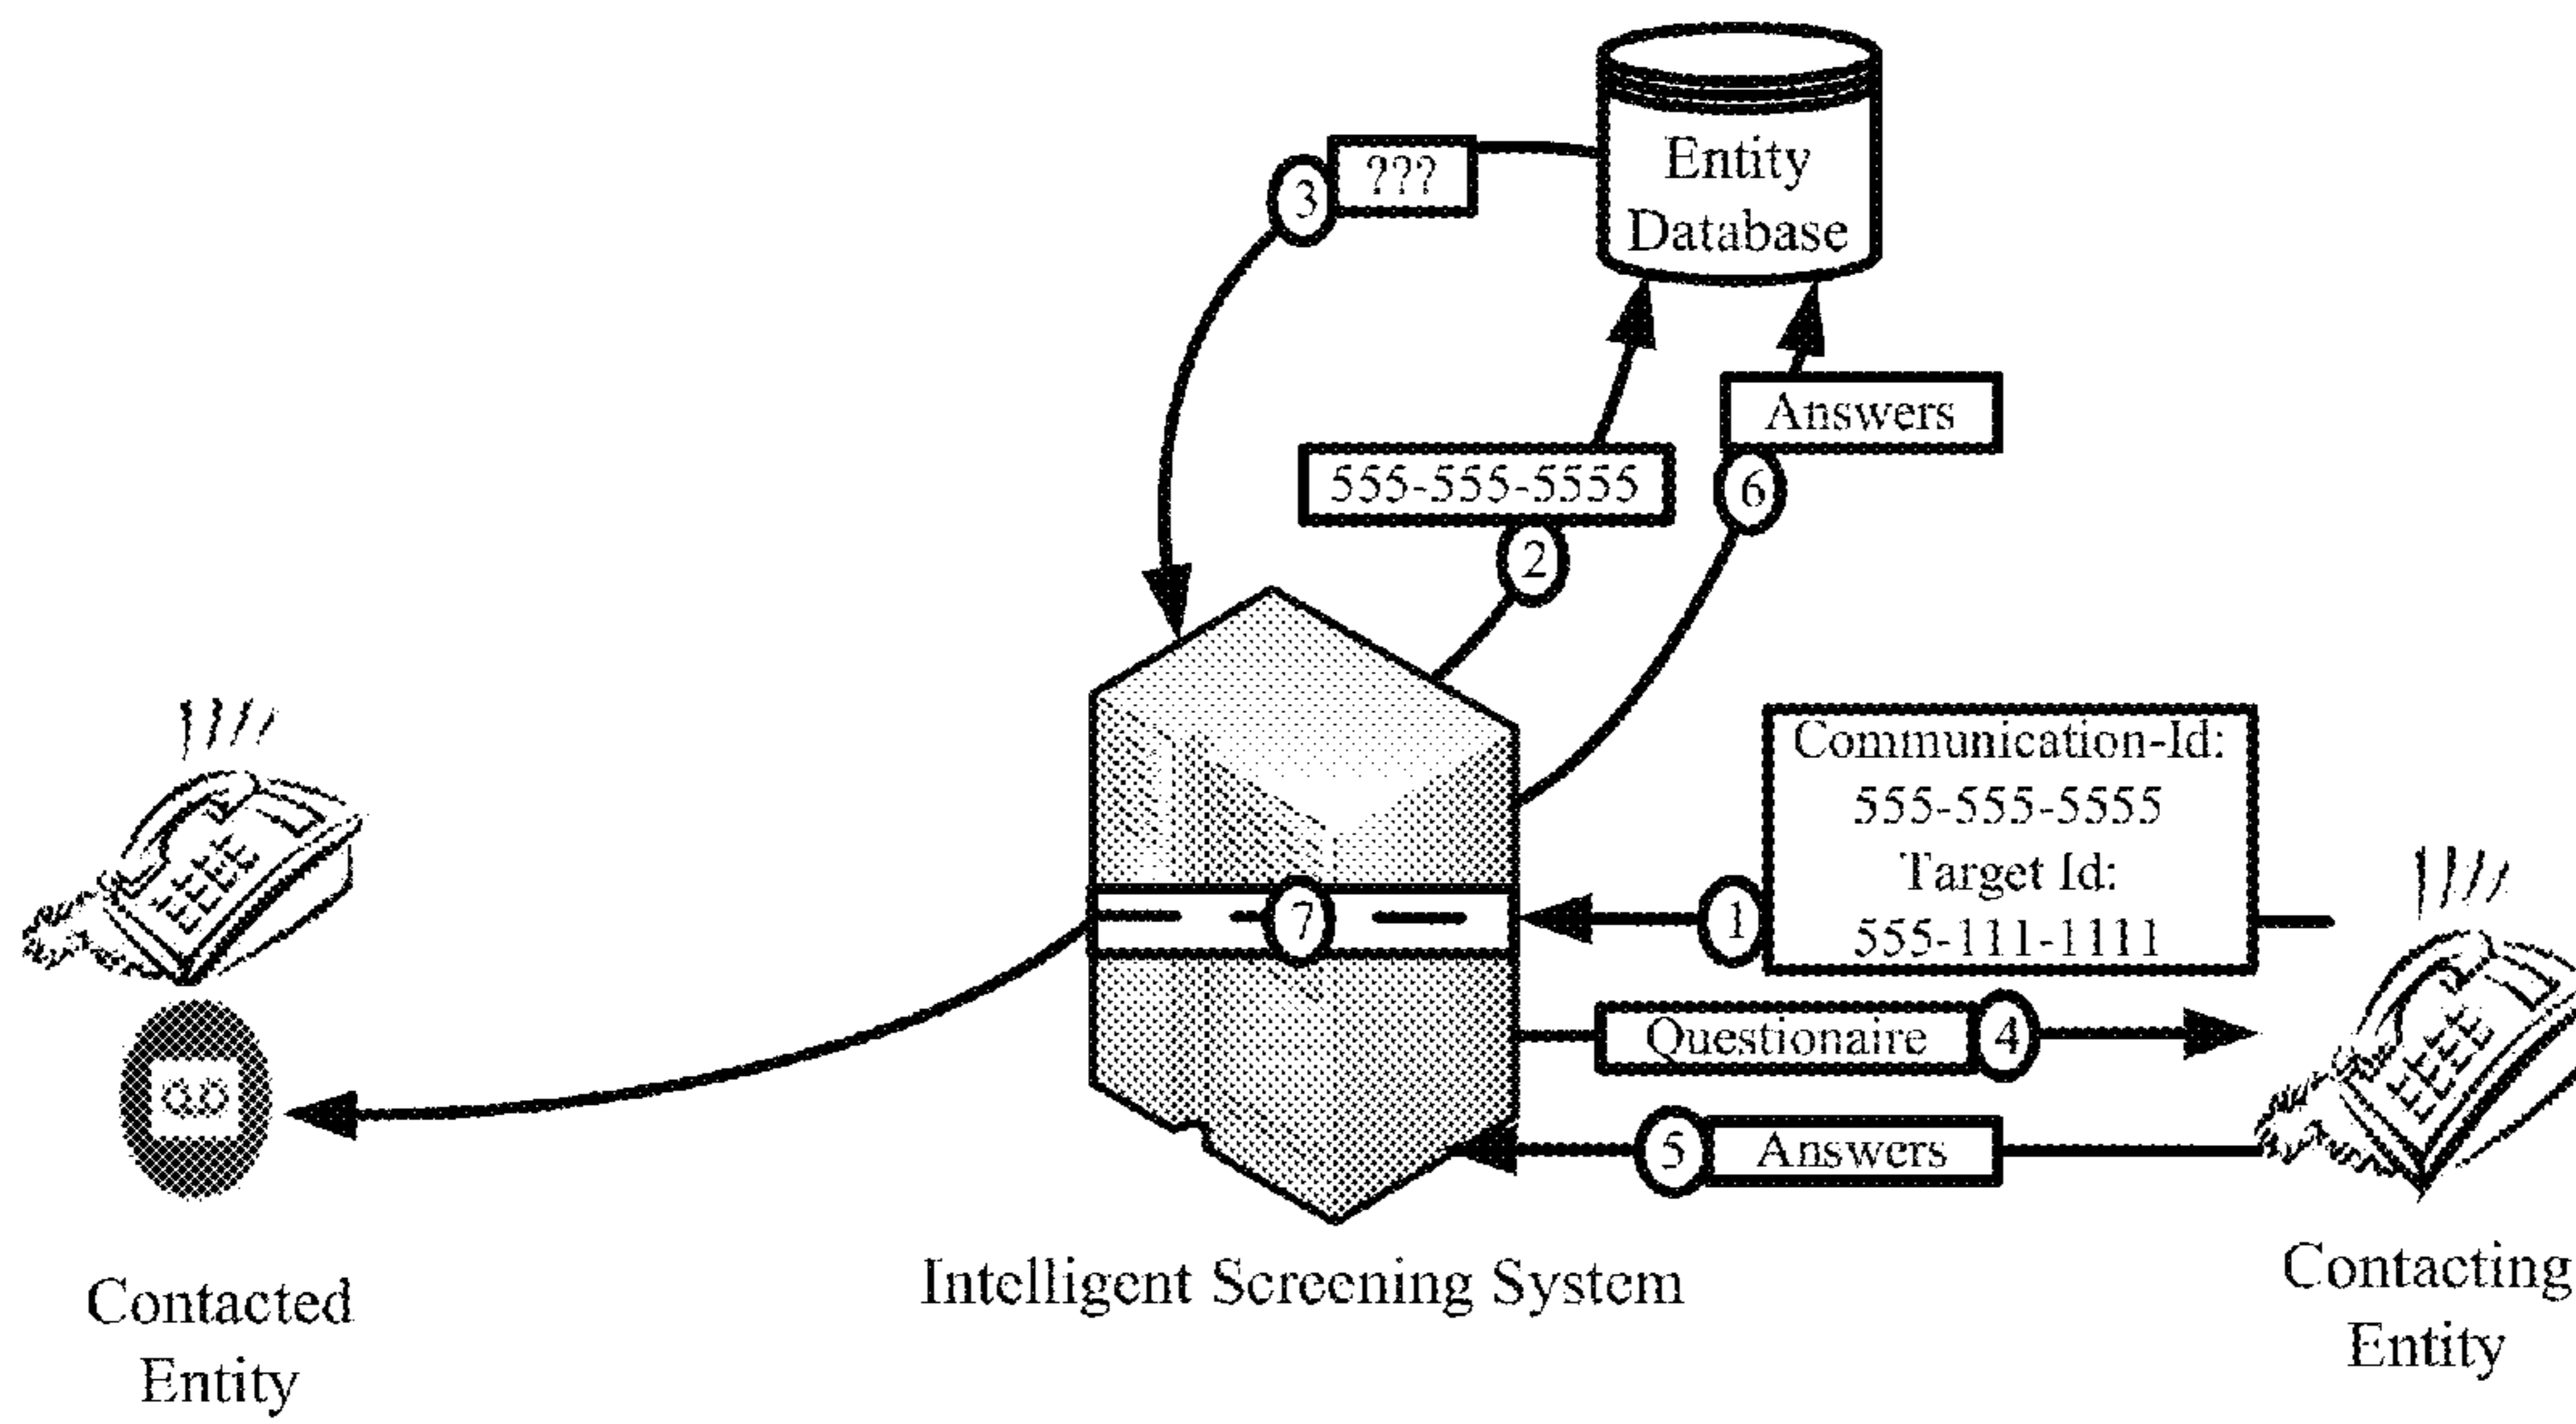 Entity
Database
???
3
Answers
555-555-5555
6
2
Communication-Id:
555-555-5555
Target Id:
555-111-1111
1
7
Questionaire
4
5
Answers
Intelligent Screening System
Contacted
Entity
Contacting
Entity